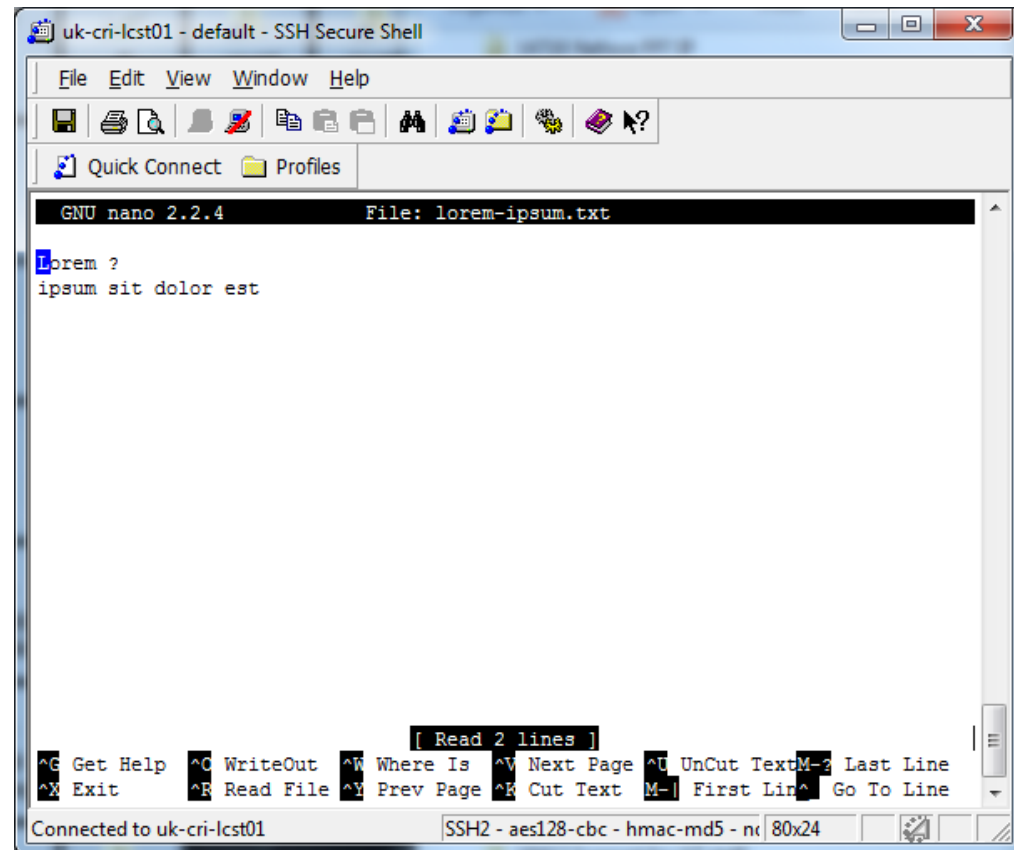 uk-cri-lcst01 - default - SSH Secure Shell
File Edit View Window Help
Quick Connect Profiles
GNU nano 2.2.4 File: lorem-ipsum.txt
Lorem ?
ipsum sit dolor est
[ Read 2 lines ]
^G Get Help ^O WriteOut ^W Where Is ^V Next Page ^U UnCut Text M-? Last Line
^X Exit ^R Read File ^Y Prev Page ^K Cut Text M-| First Lin^_ Go To Line
Connected to uk-cri-lcst01 SSH2 - aes128-cbc - hmac-md5 - 80x24